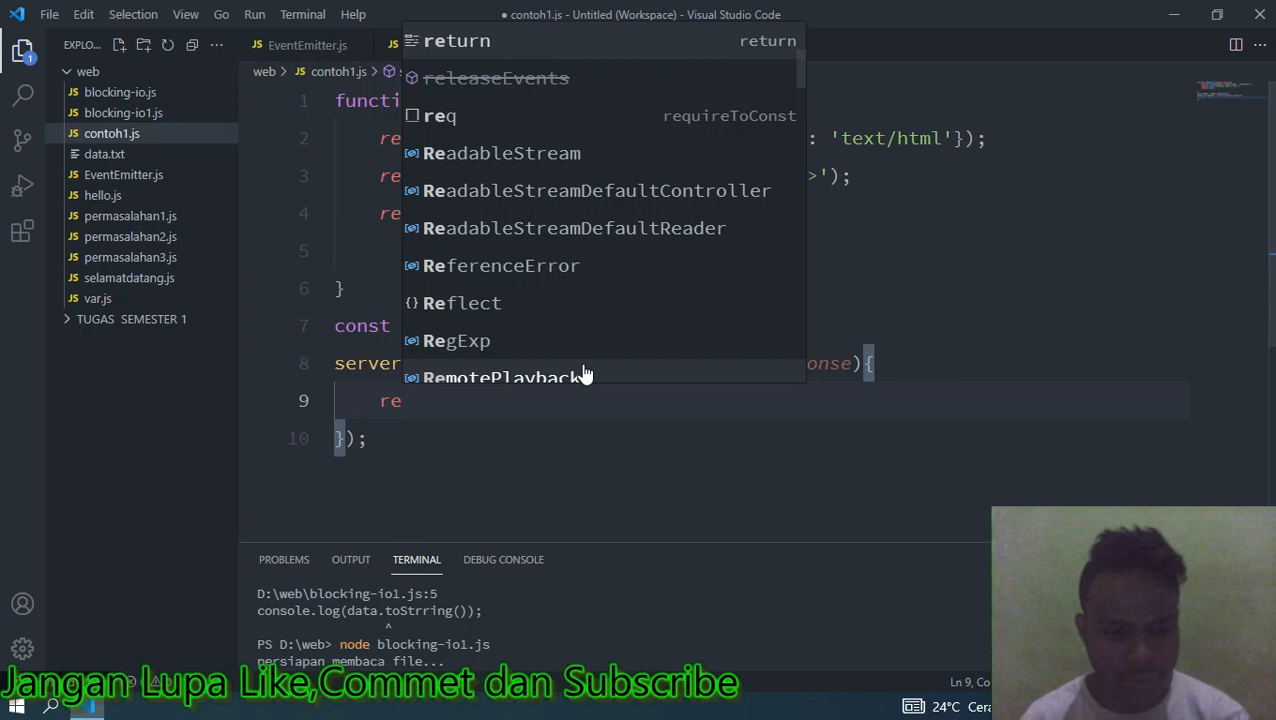 File Edit Selection View Go Run Terminal Help
● contoh1.js - Untitled (Workspace) - Visual Studio Code
EXPLO...
EventEmitter.js
web
blocking-io.js
blocking-io1.js
contoh1.js
data.txt
EventEmitter.js
hello.js
permasalahan1.js
permasalahan2.js
permasalahan3.js
selamatdatang.js
var.js
TUGAS SEMESTER 1
web > contoh1.js >
return return
releaseEvents
req requireToConst
ReadableStream
ReadableStreamDefaultController
ReadableStreamDefaultReader
ReferenceError
Reflect
RegExp
RemotePlayback
1 functi
2 re : 'text/html'});
3 re >');
4 re
5
6 }
7 const
8 server onse){
9 re
10 });
PROBLEMS OUTPUT TERMINAL DEBUG CONSOLE
D:\web\blocking-io1.js:5
console.log(data.toStrring());
^
PS D:\web> node blocking-io1.js
persiapan membaca file...
Jangan Lupa Like,Commet dan Subscribe
Ln 9, Co
24°C Cera